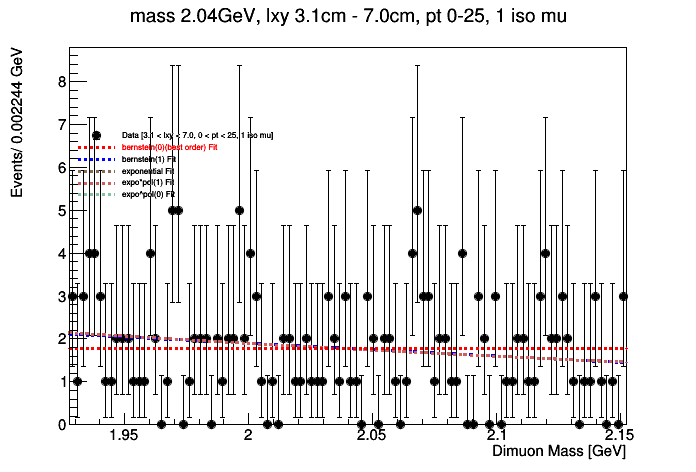 mass 2.04GeV, lxy 3.1cm - 7.0cm, pt 0-25, 1 iso mu
Events/ 0.002244 GeV
8
7
6
5
4
3
2
1
0
Data [3.1 < lxy < 7.0, 0 < pt < 25, 1 iso mu]
bernstein(0)(best order) Fit
bernstein(1) Fit
exponential Fit
expo*pol(1) Fit
expo*pol(0) Fit
1.95 2 2.05 2.1 2.15
Dimuon Mass [GeV]